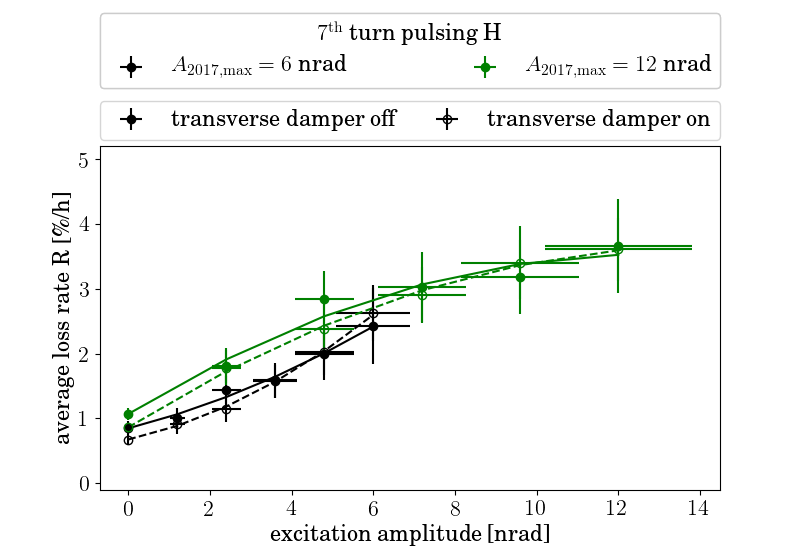 7th turn pulsing H
A2017,max = 6 nrad A2017,max = 12 nrad
transverse damper off transverse damper on
average loss rate R [%/h]
5
4
3
2
1
0
0 2 4 6 8 10 12 14
excitation amplitude [nrad]